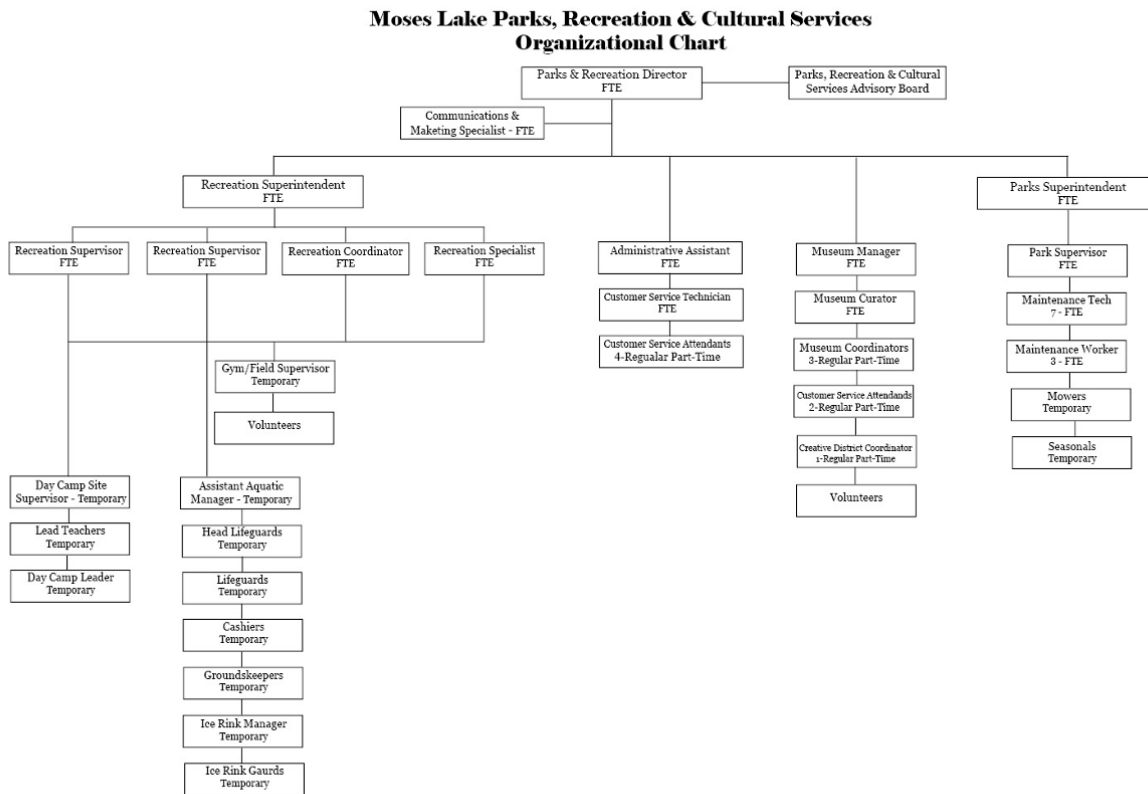 Moses Lake Parks, Recreation & Cultural Services
Organizational Chart
Parks & Recreation Director
FTE
Parks, Recreation & Cultural
Services Advisory Board
Communications &
Maketing Specialist - FTE
Recreation Superintendent
FTE
Parks Superintendent
FTE
Recreation Supervisor
FTE
Recreation Supervisor
FTE
Recreation Coordinator
FTE
Recreation Specialist
FTE
Administrative Assistant
FTE
Museum Manager
FTE
Park Supervisor
FTE
Customer Service Technician
FTE
Museum Curator
FTE
Maintenance Tech
7 - FTE
Customer Service Attendants
4-Regualar Part-Time
Museum Coordinators
3-Regular Part-Time
Maintenance Worker
3 - FTE
Gym/Field Supervisor
Temporary
Customer Service Attendands
2-Regular Part-Time
Mowers
Temporary
Volunteers
Creative District Coordinator
1-Regular Part-Time
Seasonals
Temporary
Volunteers
Day Camp Site
Supervisor - Temporary
Assistant Aquatic
Manager - Temporary
Lead Teachers
Temporary
Head Lifeguards
Temporary
Day Camp Leader
Temporary
Lifeguards
Temporary
Cashiers
Temporary
Groundskeepers
Temporary
Ice Rink Manager
Temporary
Ice Rink Gaurds
Temporary